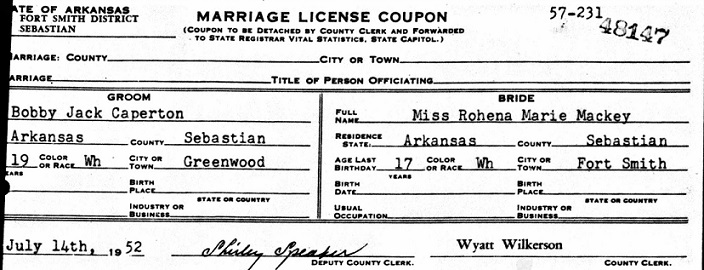 ATE OF ARKANSAS
FORT SMITH DISTRICT
SEBASTIAN
MARRIAGE LICENSE COUPON
(COUPON TO BE DETACHED BY COUNTY CLERK AND FORWARDED
TO STATE REGISTRAR VITAL STATISTICS, STATE CAPITOL.)
57-231
48147
ARRIAGE: COUNTY CITY OR TOWN
ARRIAGE TITLE OF PERSON OFFICIATING
GROOM BRIDE
Bobby Jack Caperton FULL NAME Miss Rohena Marie Mackey
Arkansas COUNTY Sebastian RESIDENCE STATE: Arkansas COUNTY Sebastian
19 COLOR OR RACE Wh CITY OR TOWN Greenwood AGE LAST BIRTHDAY 17 COLOR OR RACE Wh CITY OR TOWN Fort Smith
EARS YEARS
BIRTH PLACE BIRTH DATE BIRTH PLACE
STATE OR COUNTRY STATE OR COUNTRY
INDUSTRY OR BUSINESS USUAL OCCUPATION INDUSTRY OR BUSINESS
July 14th, 1952 Shirley Speaker Wyatt Wilkerson
DEPUTY COUNTY CLERK. COUNTY CLERK.